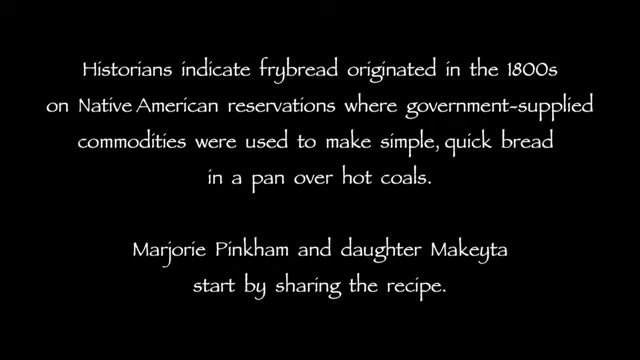 Historians indicate frybread originated in the 1800s
on Native American reservations where government-supplied
commodities were used to make simple, quick bread
in a pan over hot coals.
Marjorie Pinkham and daughter Makeyta
start by sharing the recipe.